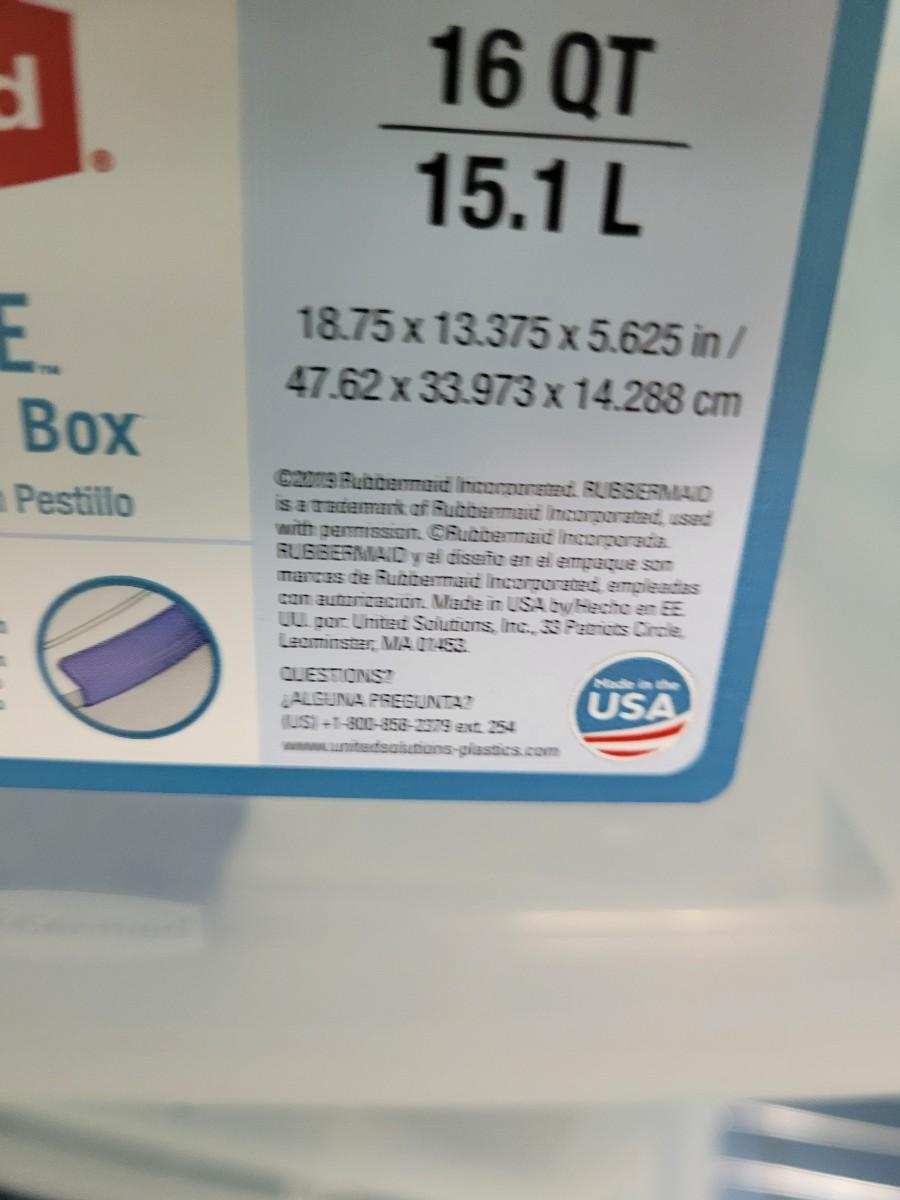 d®
16 QT
15.1 L
18.75 x 13.375 x 5.625 in /
47.62 x 33.973 x 14.288 cm
E™
Box
Pestillo
©2019 Rubbermaid Incorporated. RUBBERMAID
is a trademark of Rubbermaid Incorporated, used
with permission. ©Rubbermaid Incorporada.
RUBBERMAID y el diseño en el empaque son
marcas de Rubbermaid Incorporated, empleadas
con autorización. Made in USA by/Hecho en EE.
UU. por: United Solutions, Inc., 33 Patriots Circle,
Leominster, MA 01453.
QUESTIONS?
¿ALGUNA PREGUNTA?
(US) +1-800-858-2379 ext. 254
www.unitedsolutions-plastics.com
Made in the
USA